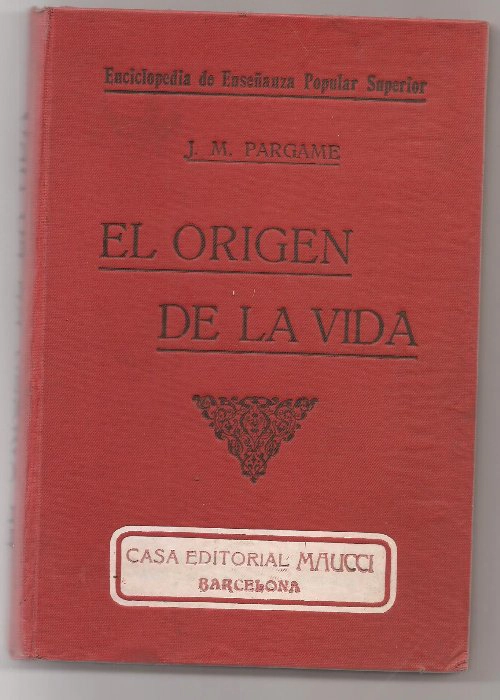 Enciclopedia de Enseñanza Popular Superior
J. M. PARGAME
EL ORIGEN
DE LA VIDA
CASA EDITORIAL MAUCCI
BARCELONA